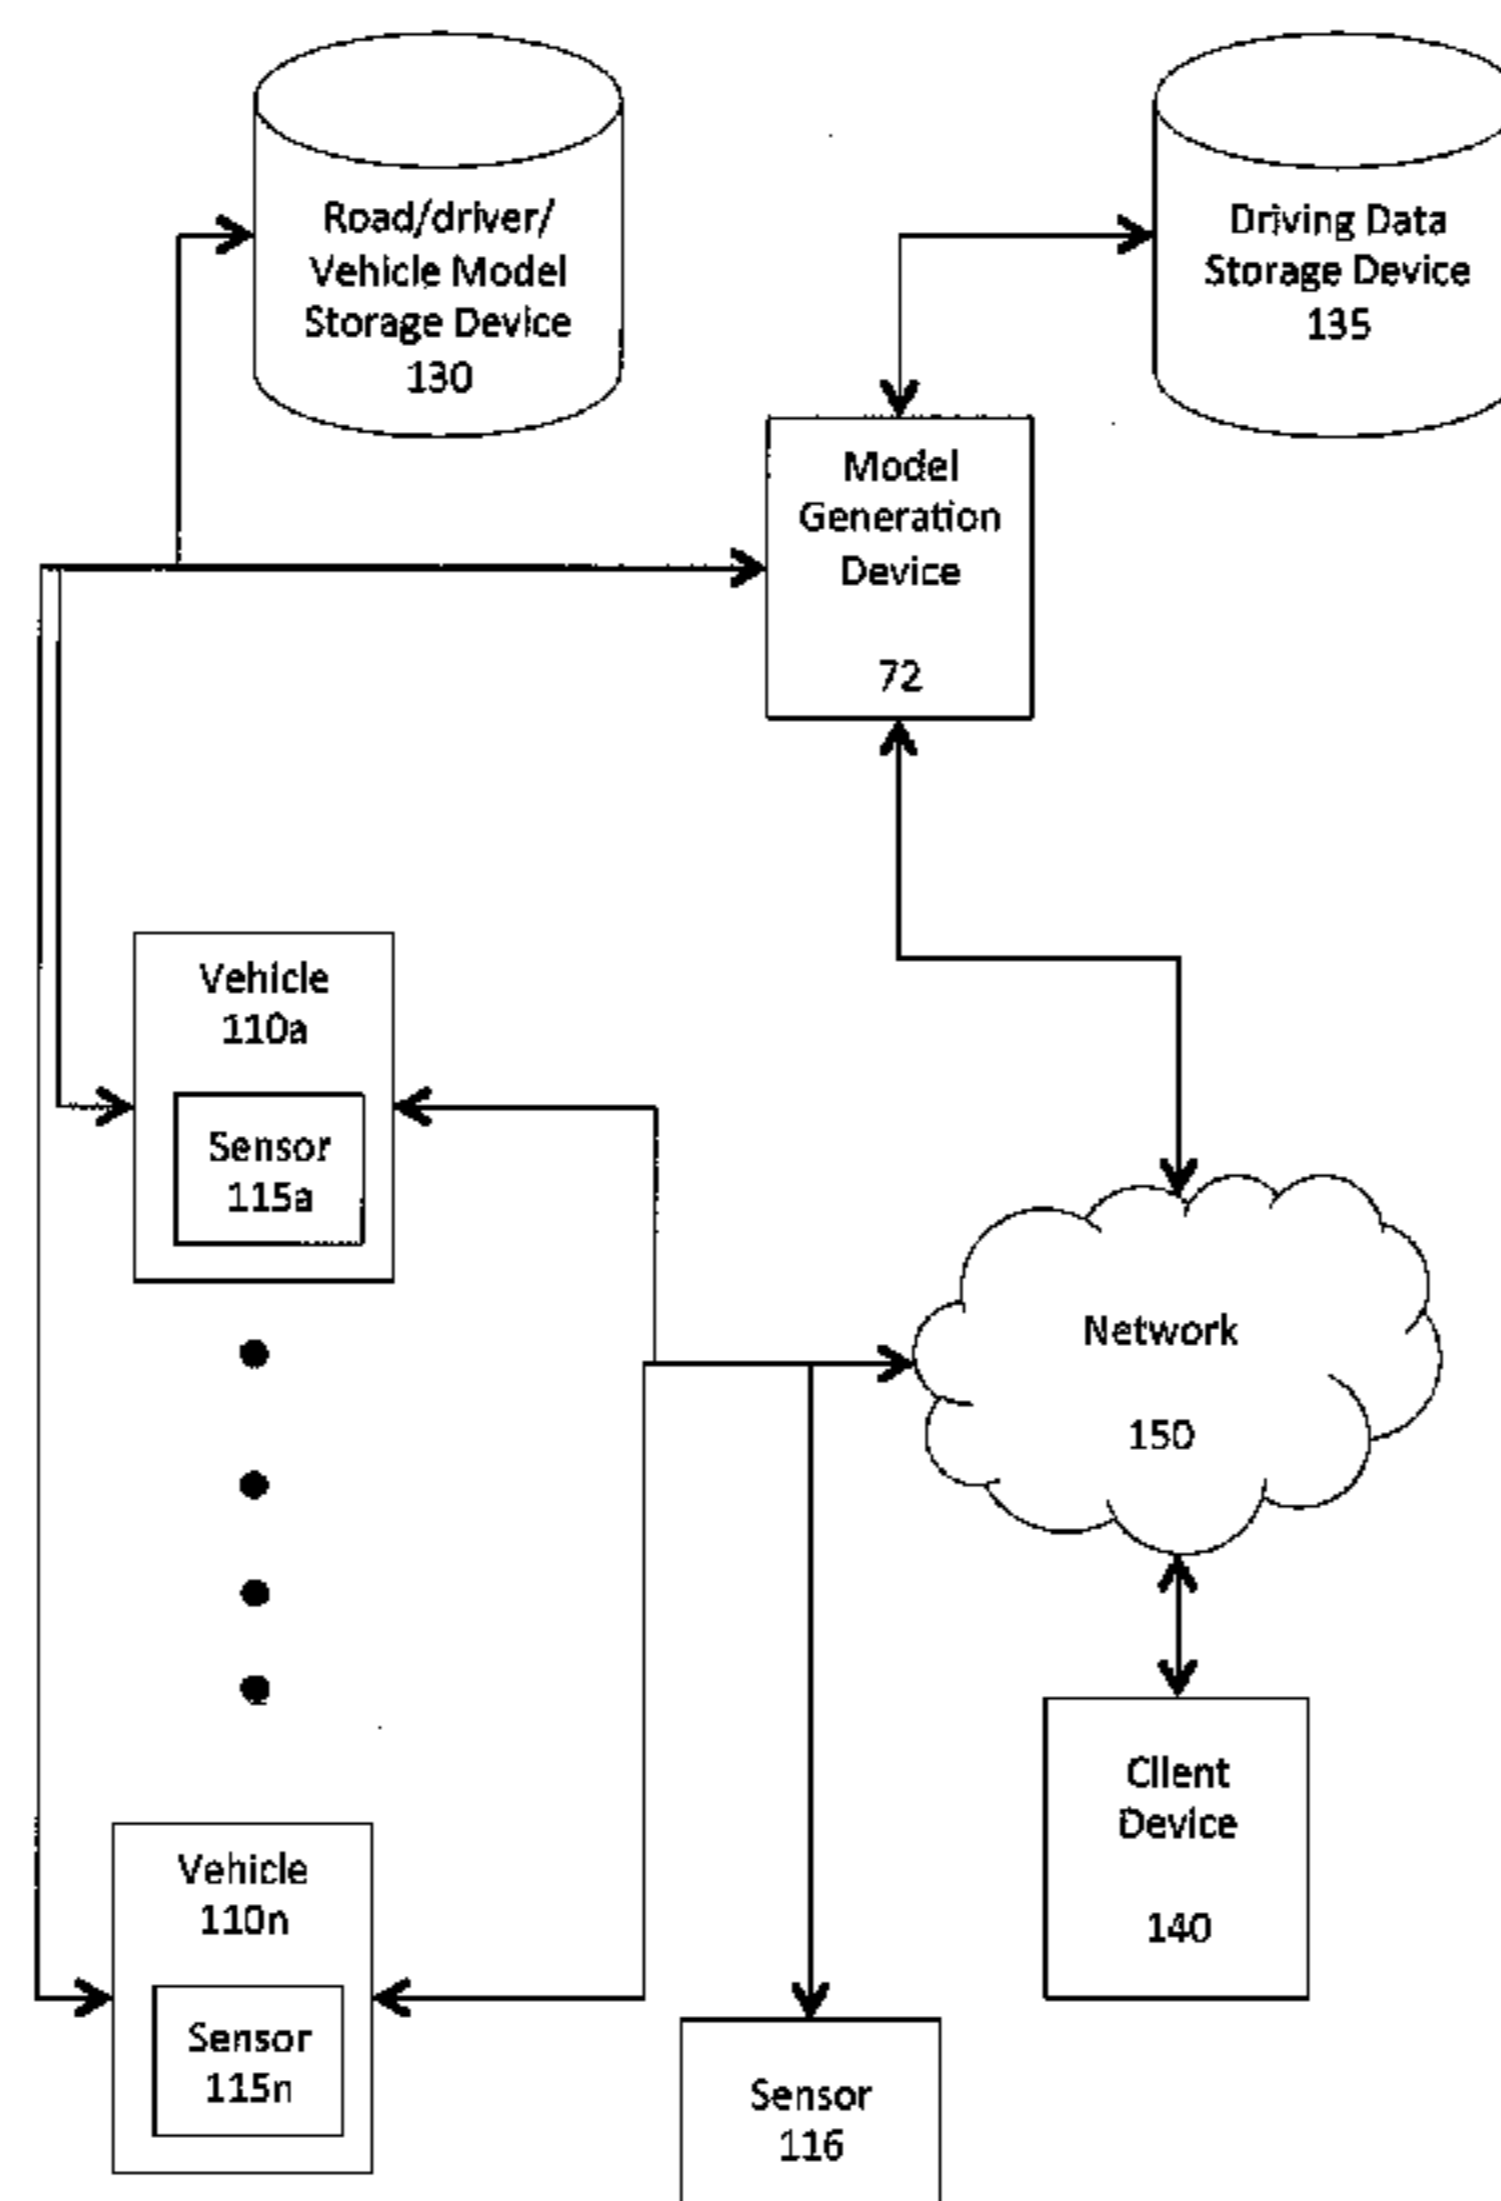 Road/driver/
Vehicle Model
Storage Device
130
Driving Data
Storage Device
135
Model
Generation
Device
72
Vehicle
110a
Sensor
115a
Network
150
Client
Device
140
Vehicle
110n
Sensor
115n
Sensor
116